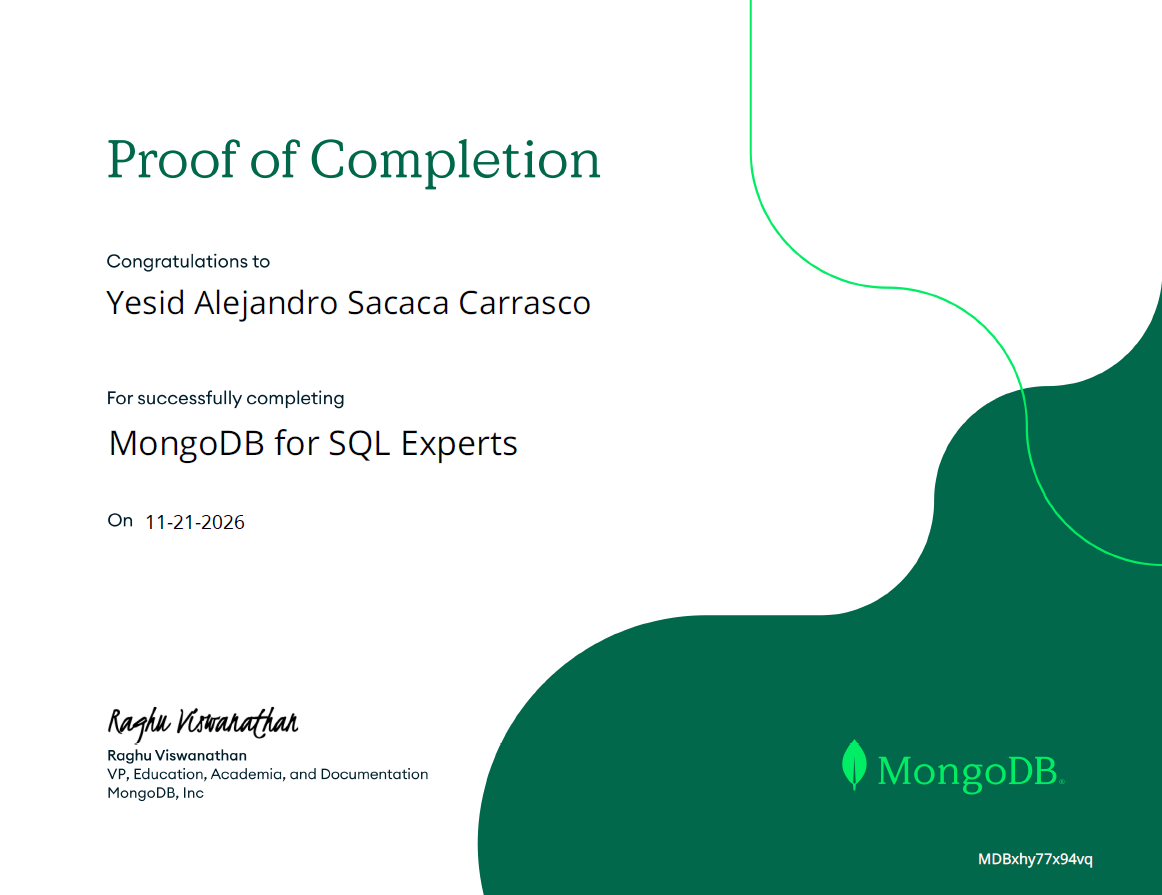 Proof of Completion
Congratulations to
Yesid Alejandro Sacaca Carrasco
For successfully completing
MongoDB for SQL Experts
On 11-21-2026
Raghu Viswanathan
Raghu Viswanathan
VP, Education, Academia, and Documentation
MongoDB, Inc
MongoDB®
MDBxhy77x94vq